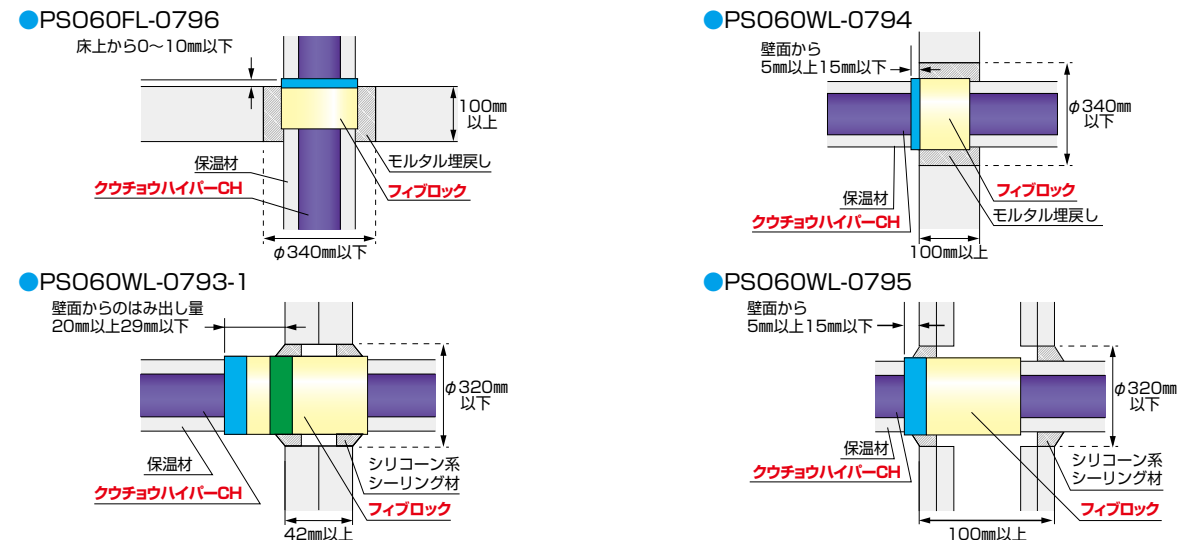 ●PS060FL-0796
床上から0～10㎜以下
100㎜
以上
保温材
クウチョウハイパーCH
モルタル埋戻し
フィブロック
φ340㎜以下
●PS060WL-0794
壁面から
5㎜以上15㎜以下
φ340㎜
以下
保温材
クウチョウハイパーCH
フィブロック
モルタル埋戻し
100㎜以上
●PS060WL-0793-1
壁面からのはみ出し量
20㎜以上29㎜以下
φ320㎜
以下
保温材
クウチョウハイパーCH
シリコーン系
シーリング材
フィブロック
42㎜以上
●PS060WL-0795
壁面から
5㎜以上15㎜以下
φ320㎜
以下
保温材
クウチョウハイパーCH
シリコーン系
シーリング材
フィブロック
100㎜以上